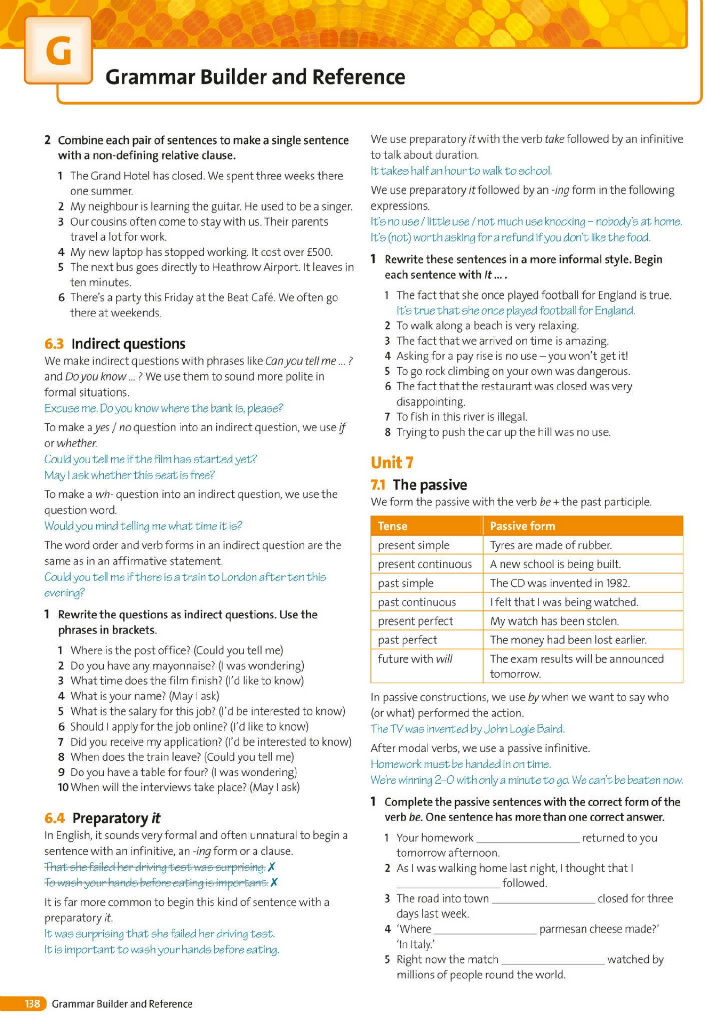 G
Grammar Builder and Reference
2 Combine each pair of sentences to make a single sentence
with a non-defining relative clause.
1 The Grand Hotel has closed. We spent three weeks there
one summer.
2 My neighbour is learning the guitar. He used to be a singer.
3 Our cousins often come to stay with us. Their parents
travel a lot for work.
4 My new laptop has stopped working. It cost over £500.
5 The next bus goes directly to Heathrow Airport. It leaves in
ten minutes.
6 There's a party this Friday at the Beat Café. We often go
there at weekends.
6.3 Indirect questions
We make indirect questions with phrases like Can you tell me ... ?
and Do you know ... ? We use them to sound more polite in
formal situations.
Excuse me. Do you know where the bank is, please?
To make a yes / no question into an indirect question, we use if
or whether.
Could you tell me if the film has started yet?
May I ask whether this seat is free?
To make a wh- question into an indirect question, we use the
question word.
Would you mind telling me what time it is?
The word order and verb forms in an indirect question are the
same as in an affirmative statement.
Could you tell me if there is a train to London after ten this
evening?
1 Rewrite the questions as indirect questions. Use the
phrases in brackets.
1 Where is the post office? (Could you tell me)
2 Do you have any mayonnaise? (I was wondering)
3 What time does the film finish? (I'd like to know)
4 What is your name? (May I ask)
5 What is the salary for this job? (I'd be interested to know)
6 Should I apply for the job online? (I'd like to know)
7 Did you receive my application? (I'd be interested to know)
8 When does the train leave? (Could you tell me)
9 Do you have a table for four? (I was wondering)
10 When will the interviews take place? (May I ask)
6.4 Preparatory it
In English, it sounds very formal and often unnatural to begin a
sentence with an infinitive, an -ing form or a clause.
That she failed her driving test was surprising. ✗
To wash your hands before eating is important. ✗
It is far more common to begin this kind of sentence with a
preparatory it.
It was surprising that she failed her driving test.
It is important to wash your hands before eating.
We use preparatory it with the verb take followed by an infinitive
to talk about duration.
It takes half an hour to walk to school.
We use preparatory it followed by an -ing form in the following
expressions.
It's no use / little use / not much use knocking – nobody's at home.
It's (not) worth asking for a refund if you don't like the food.
1 Rewrite these sentences in a more informal style. Begin
each sentence with It ... .
1 The fact that she once played football for England is true.
It's true that she once played football for England.
2 To walk along a beach is very relaxing.
3 The fact that we arrived on time is amazing.
4 Asking for a pay rise is no use – you won't get it!
5 To go rock climbing on your own was dangerous.
6 The fact that the restaurant was closed was very
disappointing.
7 To fish in this river is illegal.
8 Trying to push the car up the hill was no use.
Unit 7
7.1 The passive
We form the passive with the verb be + the past participle.
Tense Passive form
present simple Tyres are made of rubber.
present continuous A new school is being built.
past simple The CD was invented in 1982.
past continuous I felt that I was being watched.
present perfect My watch has been stolen.
past perfect The money had been lost earlier.
future with will The exam results will be announced
tomorrow.
In passive constructions, we use by when we want to say who
(or what) performed the action.
The TV was invented by John Logie Baird.
After modal verbs, we use a passive infinitive.
Homework must be handed in on time.
We're winning 2–0 with only a minute to go. We can't be beaten now.
1 Complete the passive sentences with the correct form of the
verb be. One sentence has more than one correct answer.
1 Your homework ____________ returned to you
tomorrow afternoon.
2 As I was walking home last night, I thought that I
____________ followed.
3 The road into town ____________ closed for three
days last week.
4 'Where ____________ parmesan cheese made?'
'In Italy.'
5 Right now the match ____________ watched by
millions of people round the world.
138 Grammar Builder and Reference